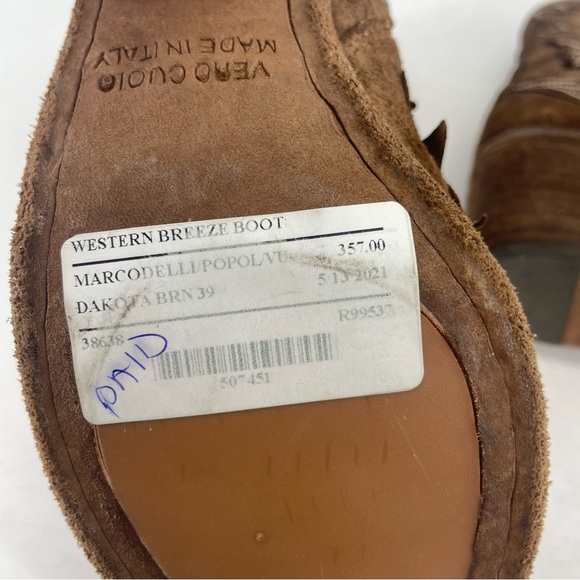 VERO CUOIO
MADE IN ITALY
WESTERN BREEZE BOOT
MARCODELLI/POPOL/VU 357.00
DAKOTA BRN 39 5/13/2021
38638 R99537
PAID
507451